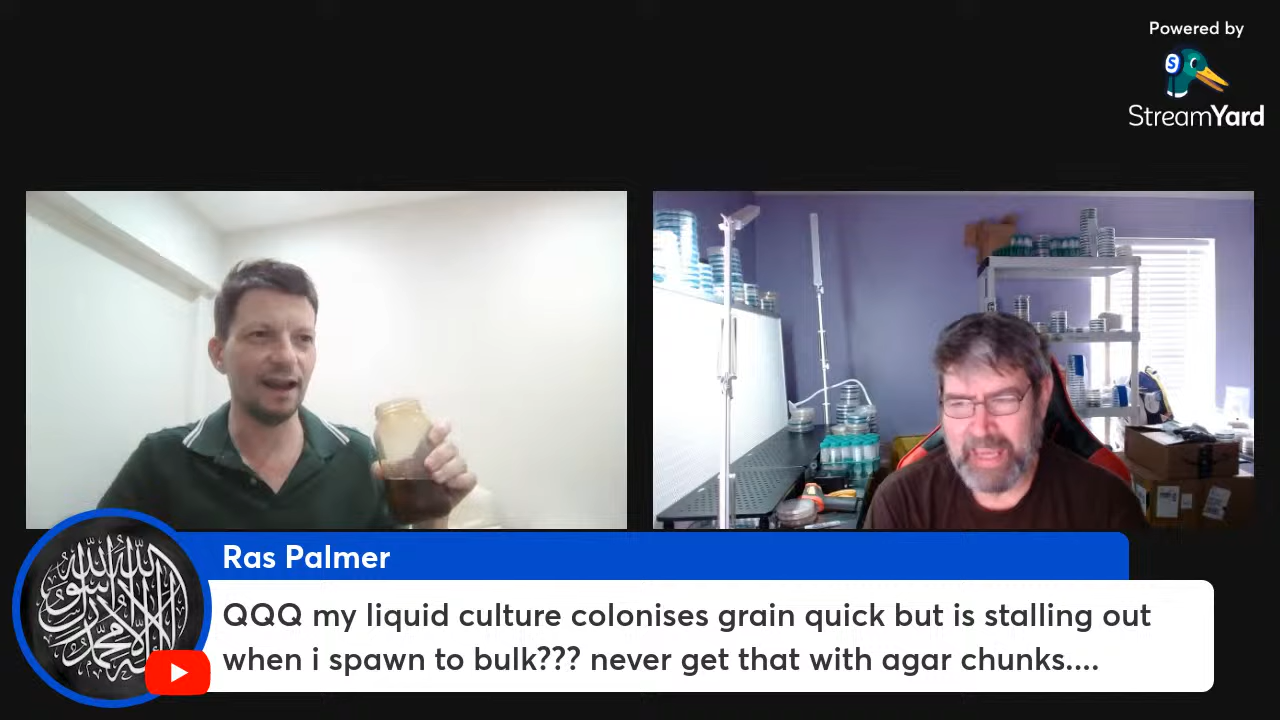 Powered by
S
StreamYard
Ras Palmer
QQQ my liquid culture colonises grain quick but is stalling out
when i spawn to bulk??? never get that with agar chunks....